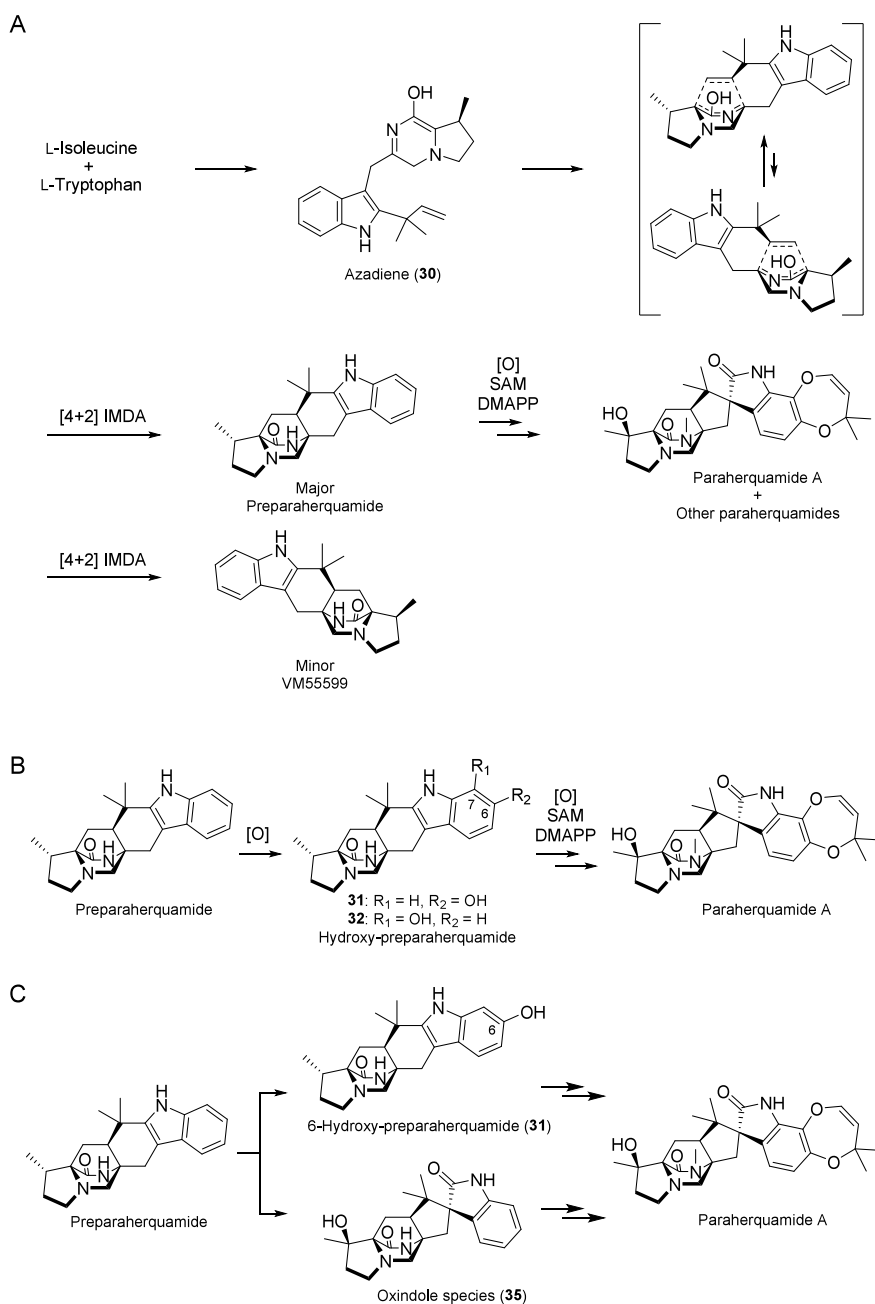 A
L-Isoleucine
+
L-Tryptophan
OH
N
N
N
H
Azadiene (30)
H
N
OH
N
N
H
N
HO
N
N
[4+2] IMDA
H
N
O
H
N
N
Major
Preparaherquamide
[O]
SAM
DMAPP
O
NH
O
O
HO
O
N
N
Paraherquamide A
+
Other paraherquamides
[4+2] IMDA
H
N
H
N
O
N
Minor
VM55599
B
H
N
O
H
N
N
Preparaherquamide
[O]
R1
R2
H
N
7
6
O
H
N
N
31: R1 = H, R2 = OH
32: R1 = OH, R2 = H
Hydroxy-preparaherquamide
[O]
SAM
DMAPP
O
NH
O
O
HO
O
N
N
Paraherquamide A
C
H
N
O
H
N
N
Preparaherquamide
H
N
OH
6
O
H
N
N
6-Hydroxy-preparaherquamide (31)
O
NH
HO
O
H
N
N
Oxindole species (35)
O
NH
O
O
HO
O
N
N
Paraherquamide A